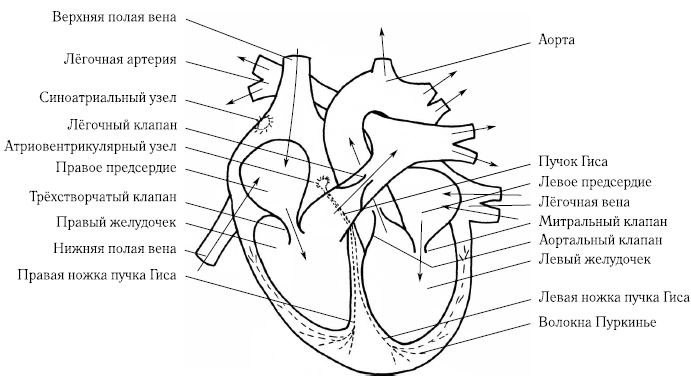 Верхняя полая вена
Лёгочная артерия
Синоатриальный узел
Лёгочный клапан
Атриовентрикулярный узел
Правое предсердие
Трёхстворчатый клапан
Правый желудочек
Нижняя полая вена
Правая ножка пучка Гиса
Аорта
Пучок Гиса
Левое предсердие
Лёгочная вена
Митральный клапан
Аортальный клапан
Левый желудочек
Левая ножка пучка Гиса
Волокна Пуркинье